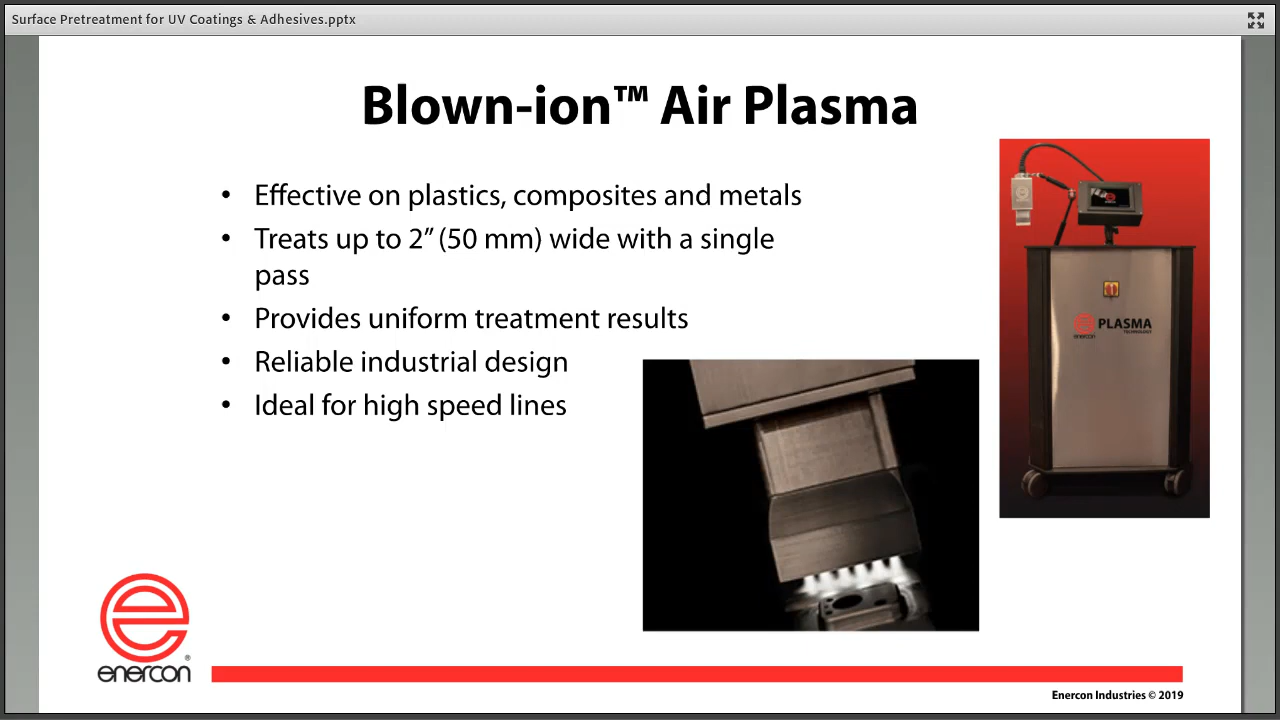 Surface Pretreatment for UV Coatings & Adhesives.pptx
Blown-ion™ Air Plasma
• Effective on plastics, composites and metals
• Treats up to 2” (50 mm) wide with a single
pass
• Provides uniform treatment results
• Reliable industrial design
• Ideal for high speed lines
PLASMA
TECHNOLOGY
enercon
enercon®
Enercon Industries © 2019